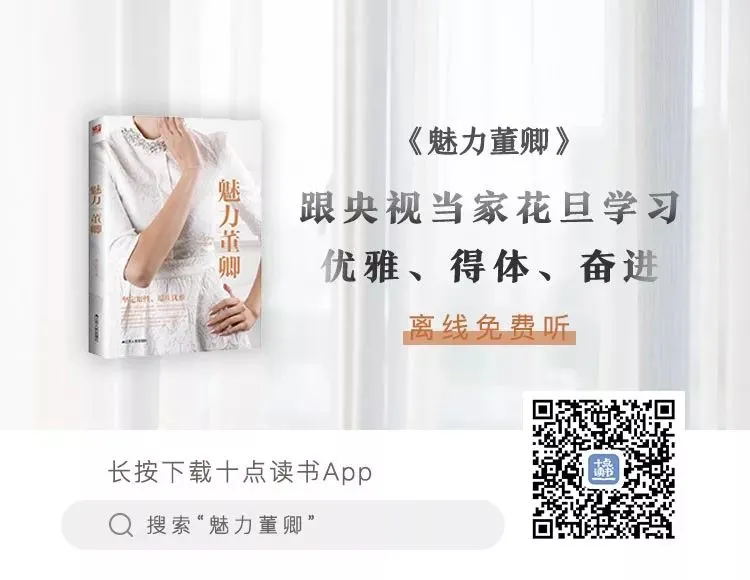 《魅力董卿》
跟央视当家花旦学习
优雅、得体、奋进
离线免费听
魅力董卿
魅力董卿
长按下载十点读书App
搜索“魅力董卿”
十点
读书